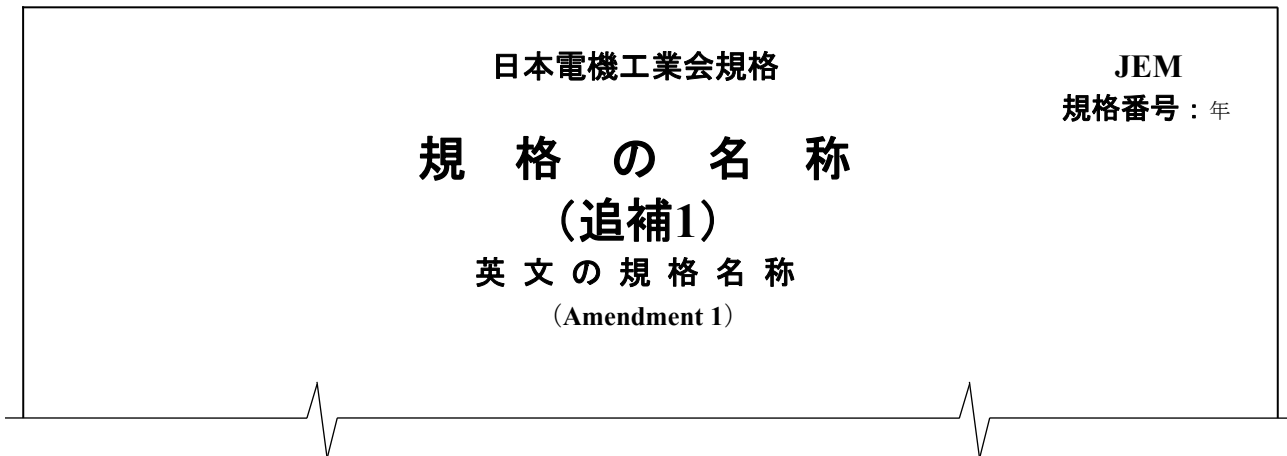 日本電機工業会規格
JEM
規格番号：年
規格の名称
（追補1）
英文の規格名称
（Amendment 1）